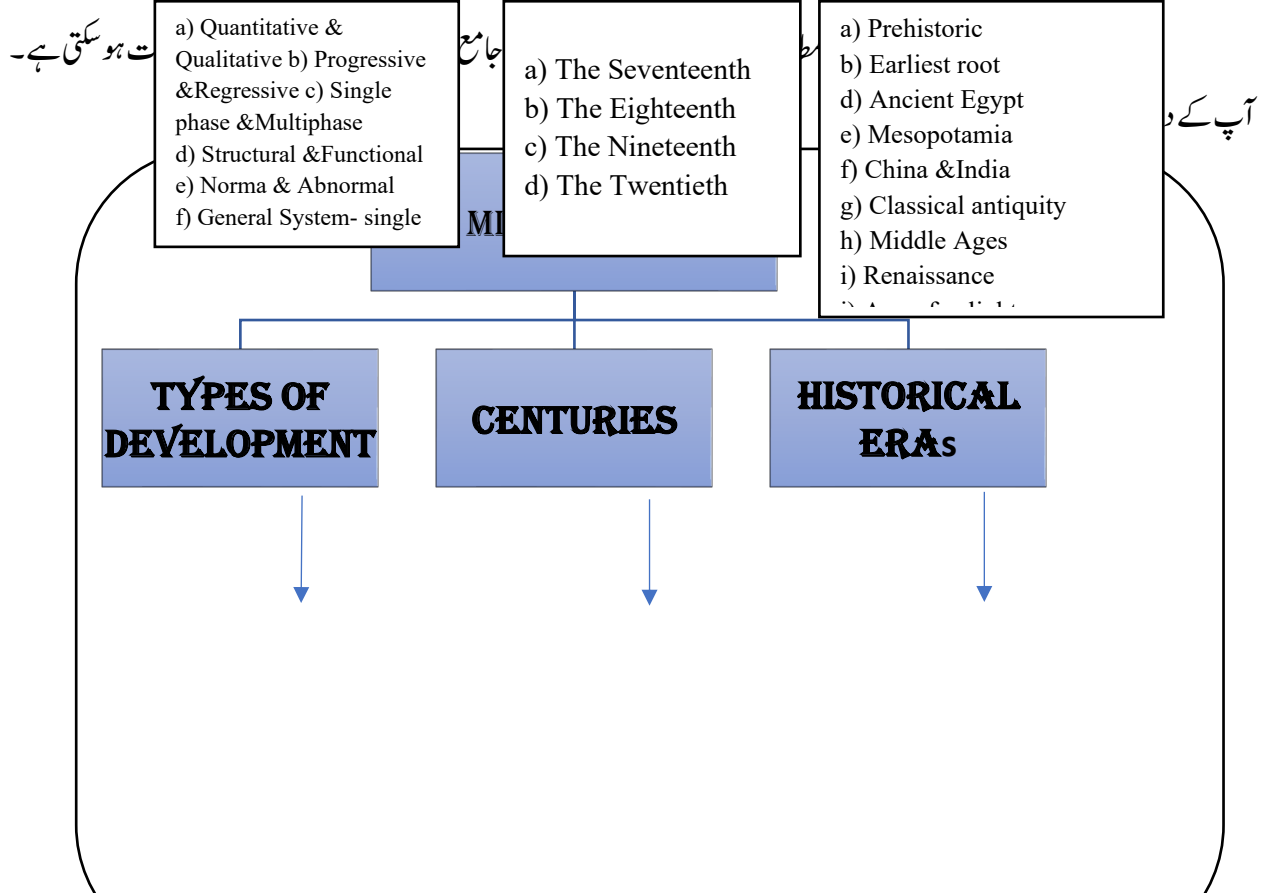 a) Quantitative &
Qualitative b) Progressive
&Regressive c) Single
phase &Multiphase
d) Structural &Functional
e) Norma & Abnormal
f) General System- single
a) The Seventeenth
b) The Eighteenth
c) The Nineteenth
d) The Twentieth
a) Prehistoric
b) Earliest root
d) Ancient Egypt
e) Mesopotamia
f) China &India
g) Classical antiquity
h) Middle Ages
i) Renaissance
جامع
ہو سکتی ہے۔
آپ کے
TYPES OF
DEVELOPMENT
CENTURIES
HISTORICAL
ERAs